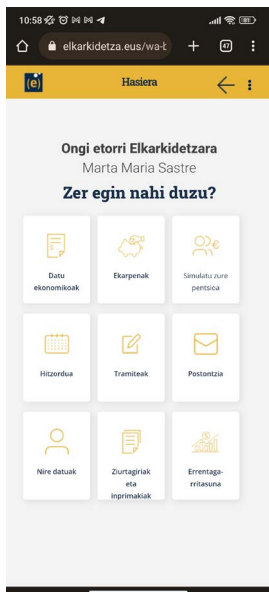 10:58
elkarkidetza.eus/wa-t
47
(e)
Hasiera
Ongi etorri Elkarkidetzara
Marta Maria Sastre
Zer egin nahi duzu?
Datu
ekonomikoak
Ekarpenak
Simulatu zure
pentsioa
Hitzordua
Tramiteak
Postontzia
Nire datuak
Ziurtagiriak
eta
inprimakiak
Errentaga-
rritasuna